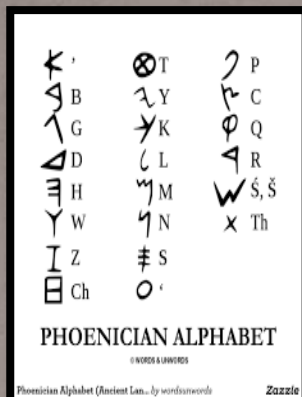 𐤀 ’
𐤁 B
𐤂 G
𐤃 D
𐤄 H
𐤅 W
𐤆 Z
𐤇 Ch
𐤈 T
𐤉 Y
𐤊 K
𐤋 L
𐤌 M
𐤍 N
𐤎 S
𐤏 ‘
𐤐 P
𐤑 C
𐤒 Q
𐤓 R
𐤔 Ś, Š
𐤕 Th
PHOENICIAN ALPHABET
© WORDS & UNWORDS
Phoenician Alphabet (Ancient Lan... by wordsunwords
Zazzle